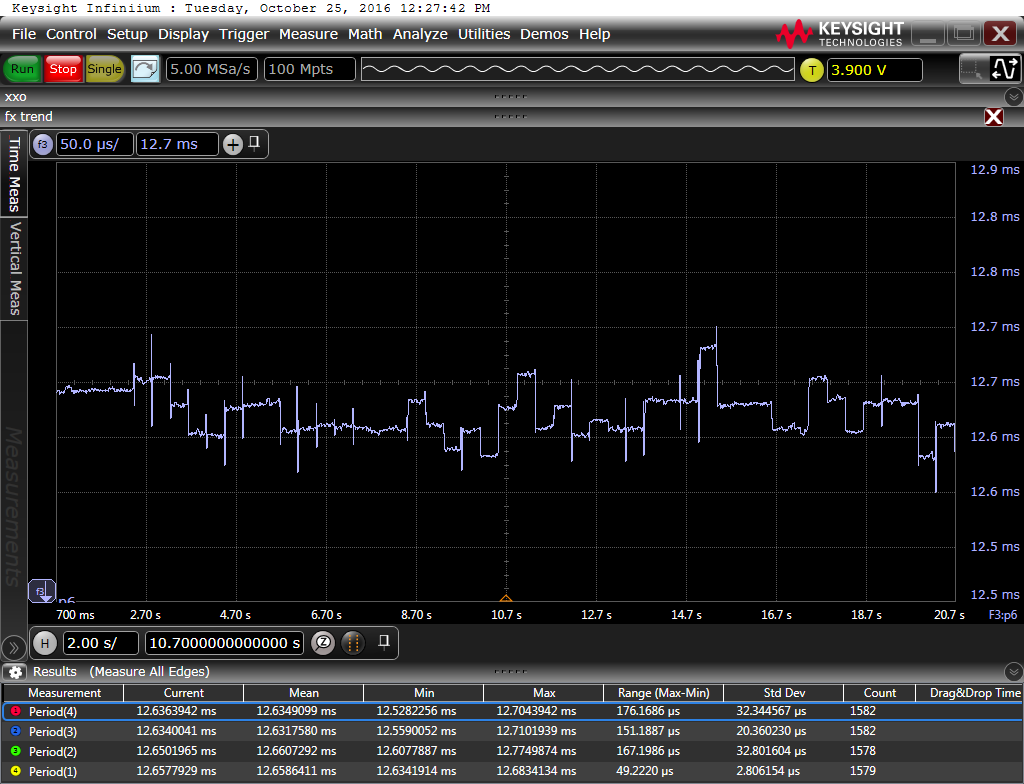 Keysight Infiniium : Tuesday, October 25, 2016 12:27:42 PM
File Control Setup Display Trigger Measure Math Analyze Utilities Demos Help
KEYSIGHT
TECHNOLOGIES
Run Stop Single 5.00 MSa/s 100 Mpts T 3.900 V
xxo
fx trend
Time Meas
Vertical Meas
Measurements
f3 50.0 µs/ 12.7 ms
12.9 ms
12.8 ms
12.8 ms
12.7 ms
12.7 ms
12.6 ms
12.6 ms
12.5 ms
12.5 ms
f3 p6
700 ms 2.70 s 4.70 s 6.70 s 8.70 s 10.7 s 12.7 s 14.7 s 16.7 s 18.7 s 20.7 s F3:p6
H 2.00 s/ 10.7000000000000 s Z
Results (Measure All Edges)
Measurement Current Mean Min Max Range (Max-Min) Std Dev Count Drag&Drop Time
1 Period(4) 12.6363942 ms 12.6349099 ms 12.5282256 ms 12.7043942 ms 176.1686 µs 32.344567 µs 1582
2 Period(3) 12.6340041 ms 12.6317580 ms 12.5590052 ms 12.7101939 ms 151.1887 µs 20.360230 µs 1582
3 Period(2) 12.6501965 ms 12.6607292 ms 12.6077887 ms 12.7749874 ms 167.1986 µs 32.801604 µs 1578
4 Period(1) 12.6577929 ms 12.6586411 ms 12.6341914 ms 12.6834134 ms 49.2220 µs 2.806154 µs 1579